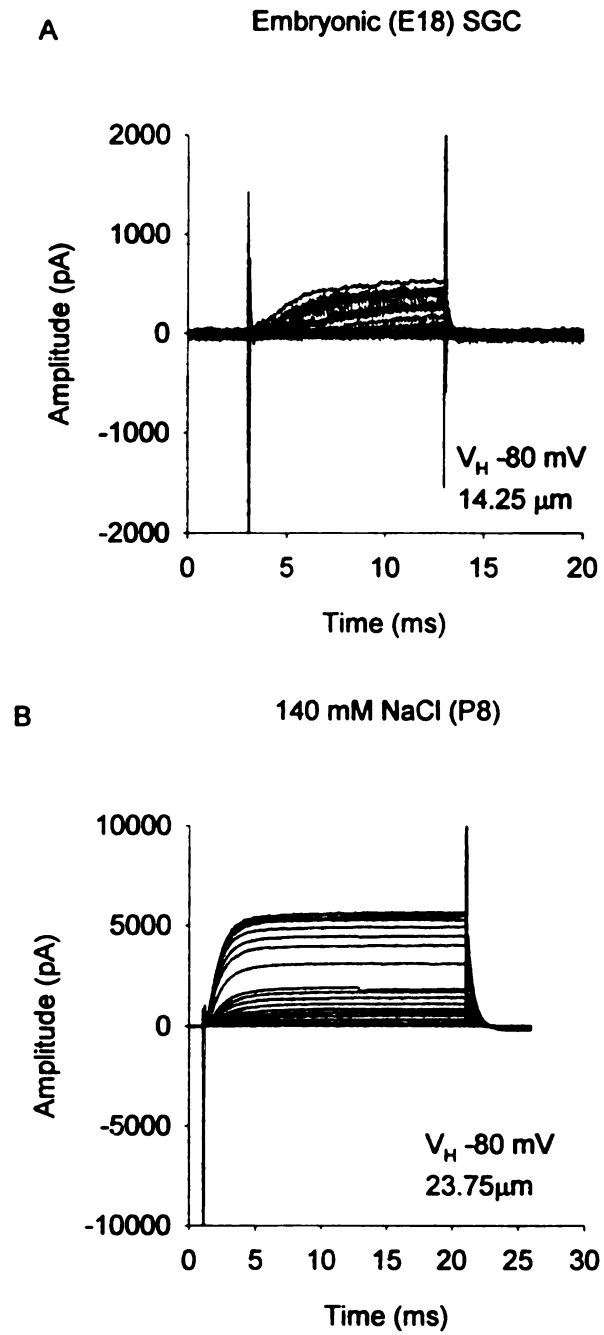 A
Embryonic (E18) SGC
2000
1000
0
-1000
-2000
Amplitude (pA)
V_H -80 mV
14.25 µm
0 5 10 15 20
Time (ms)
B
140 mM NaCl (P8)
10000
5000
0
-5000
-10000
Amplitude (pA)
V_H -80 mV
23.75µm
0 5 10 15 20 25 30
Time (ms)